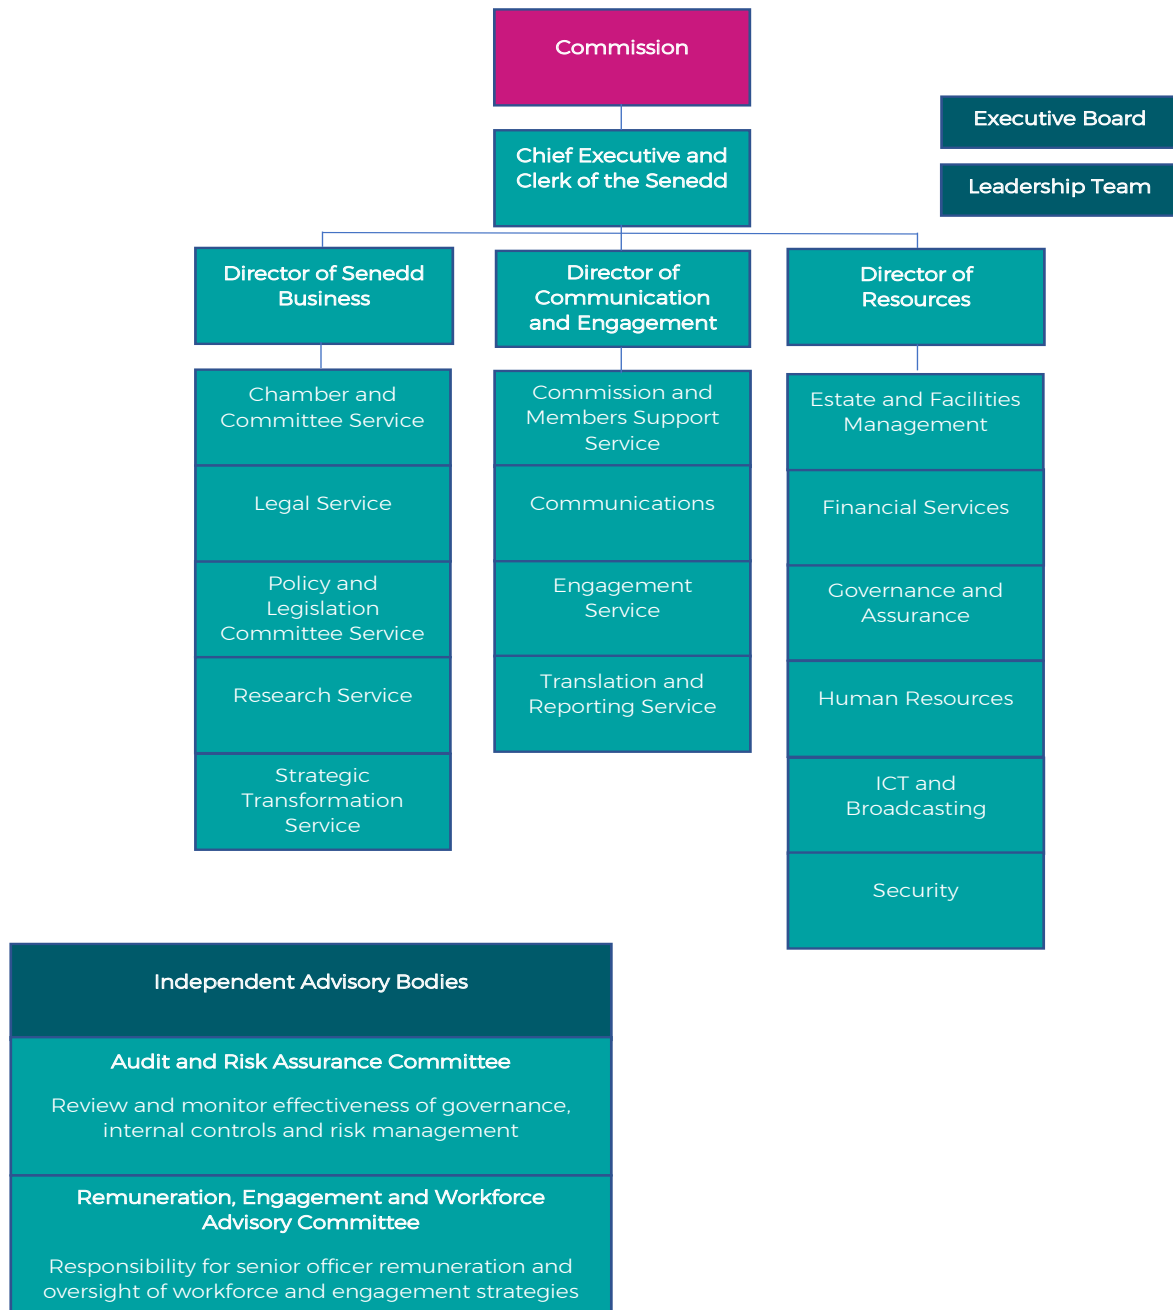 Commission
Executive Board
Chief Executive and
Clerk of the Senedd
Leadership Team
Director of Senedd
Business
Chamber and
Committee Service
Legal Service
Policy and
Legislation
Committee Service
Research Service
Strategic
Transformation
Service
Director of
Communication
and Engagement
Commission and
Members Support
Service
Communications
Engagement
Service
Translation and
Reporting Service
Director of
Resources
Estate and Facilities
Management
Financial Services
Governance and
Assurance
Human Resources
ICT and
Broadcasting
Security
Independent Advisory Bodies
Audit and Risk Assurance Committee
Review and monitor effectiveness of governance,
internal controls and risk management
Remuneration, Engagement and Workforce
Advisory Committee
Responsibility for senior officer remuneration and
oversight of workforce and engagement strategies